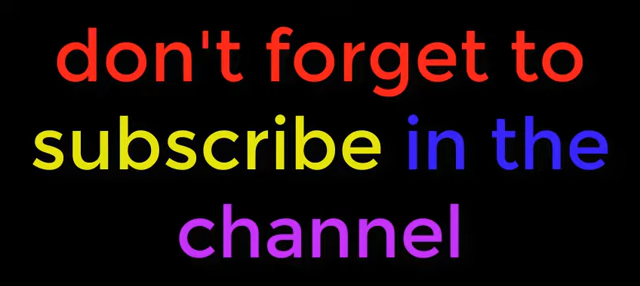 don't forget to
subscribe in the
channel